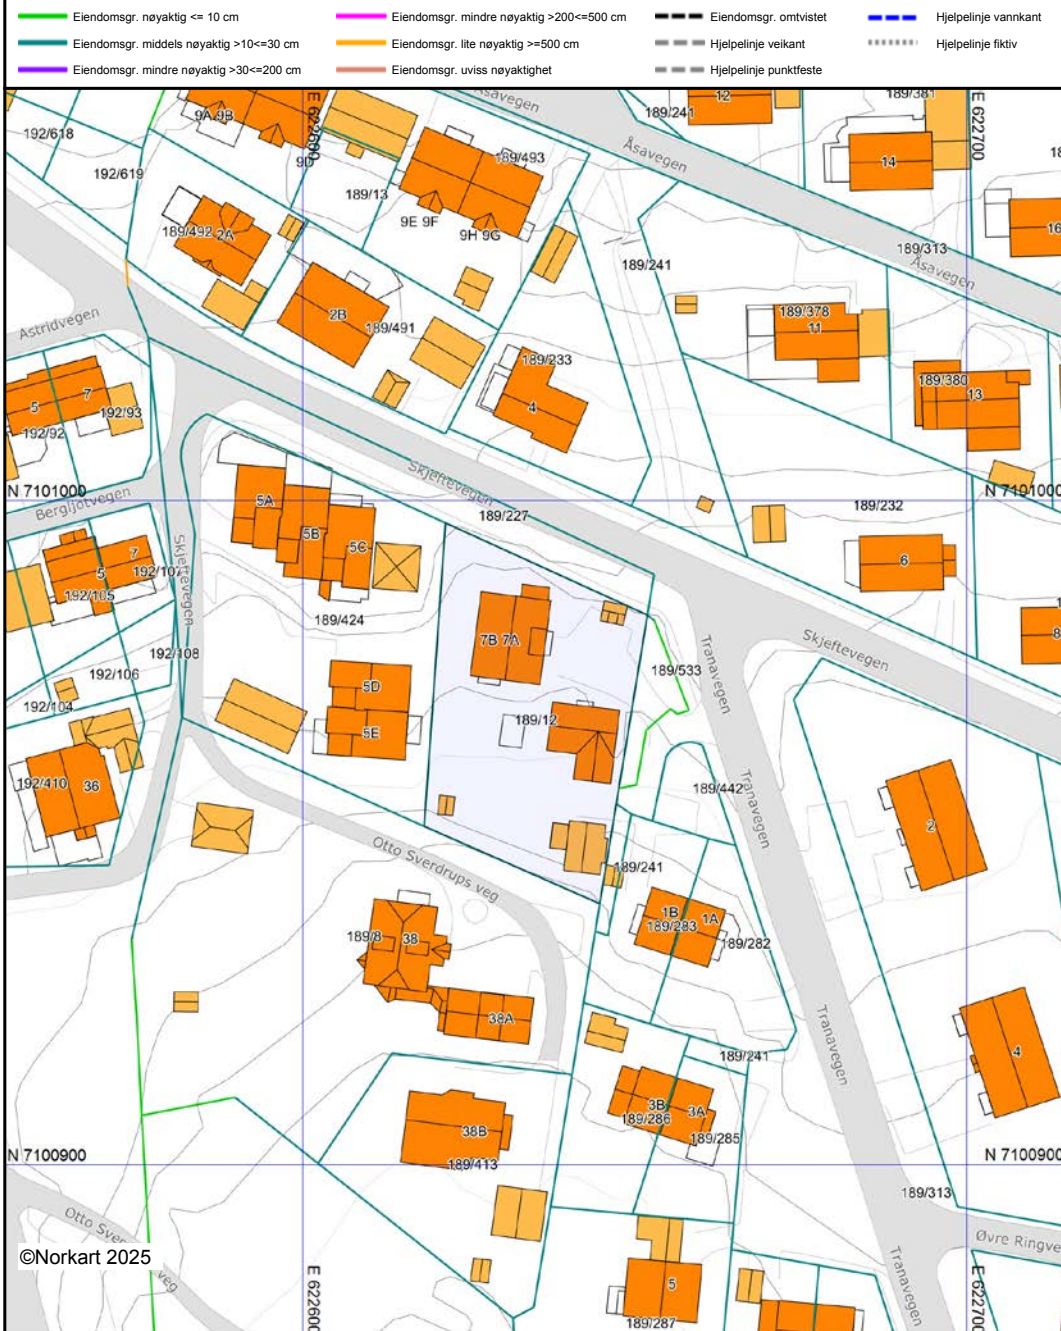 Eiendomsgr. nøyaktig <= 10 cm
Eiendomsgr. mindre nøyaktig >200<=500 cm
Eiendomsgr. omtvistet
Hjelpelinje vannkant
Eiendomsgr. middels nøyaktig >10<=30 cm
Eiendomsgr. lite nøyaktig >=500 cm
Hjelpelinje veikant
Hjelpelinje fiktiv
Eiendomsgr. mindre nøyaktig >30<=200 cm
Eiendomsgr. uviss nøyaktighet
Hjelpelinje punktfeste
Åsavegen
189/381
12
9A 9B
189/241
E 622600
E 622700
192/618
Åsavegen
189/493
9D
14
192/619
189/13
9E 9F
9H 9G
16
189/492
2A
189/313
189/241
Åsavegen
2B
189/378
Astridvegen
189/491
11
189/233
189/380
7
13
5
192/93
4
192/92
Skjeftevegen
N 7101000
N 7101000
5A
Bergljotvegen
189/232
189/227
5B
5C
7
Skjeftevegen
6
5
192/107
192/105
189/424
8
7B 7A
Tranavegen
Skjeftevegen
192/108
189/533
192/106
5D
192/104
189/12
5E
192/410
36
189/442
Tranavegen
2
Otto Sverdrups veg
189/241
1B
1A
189/283
189/8
38
189/282
38A
Tranavegen
189/241
4
3B
3A
189/286
38B
189/285
N 7100900
N 7100900
189/413
189/313
Otto Sver
veg
Øvre Ringve
©Norkart 2025
Tranavegen
E 622600
E 622700
5
189/287